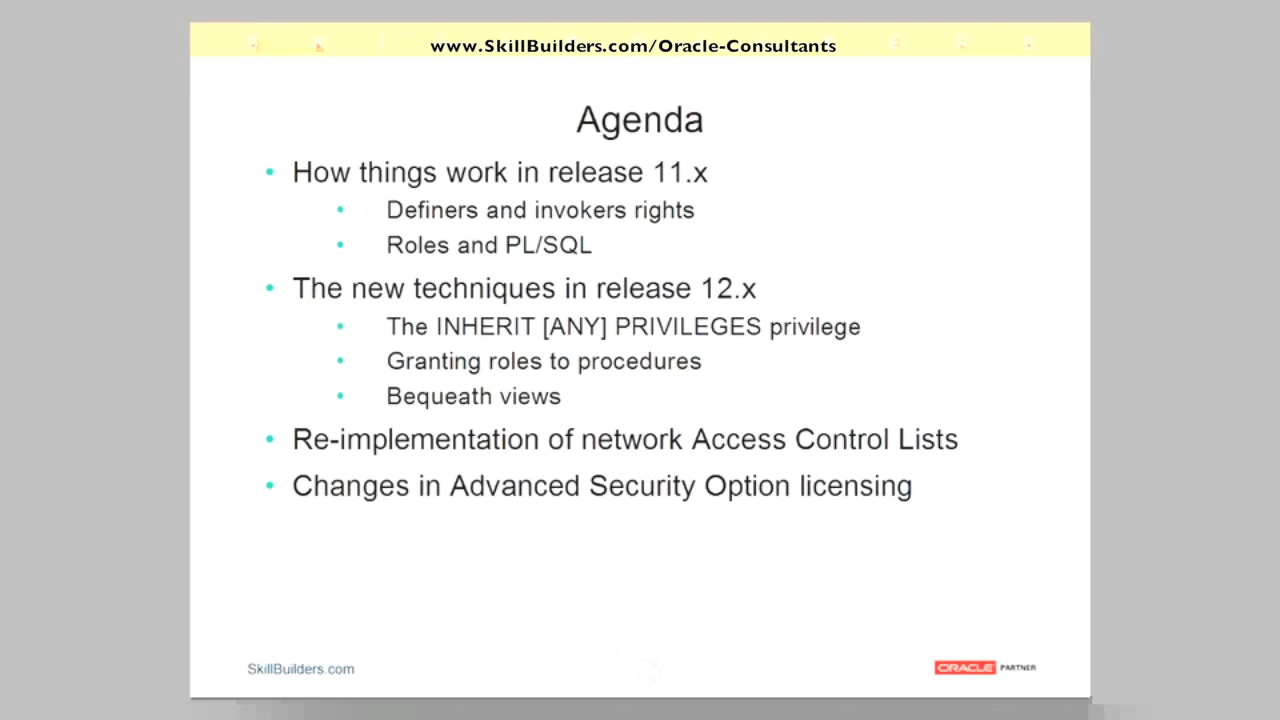 www.SkillBuilders.com/Oracle-Consultants
Agenda
• How things work in release 11.x
• Definers and invokers rights
• Roles and PL/SQL
• The new techniques in release 12.x
• The INHERIT [ANY] PRIVILEGES privilege
• Granting roles to procedures
• Bequeath views
• Re-implementation of network Access Control Lists
• Changes in Advanced Security Option licensing
SkillBuilders.com
ORACLE PARTNER